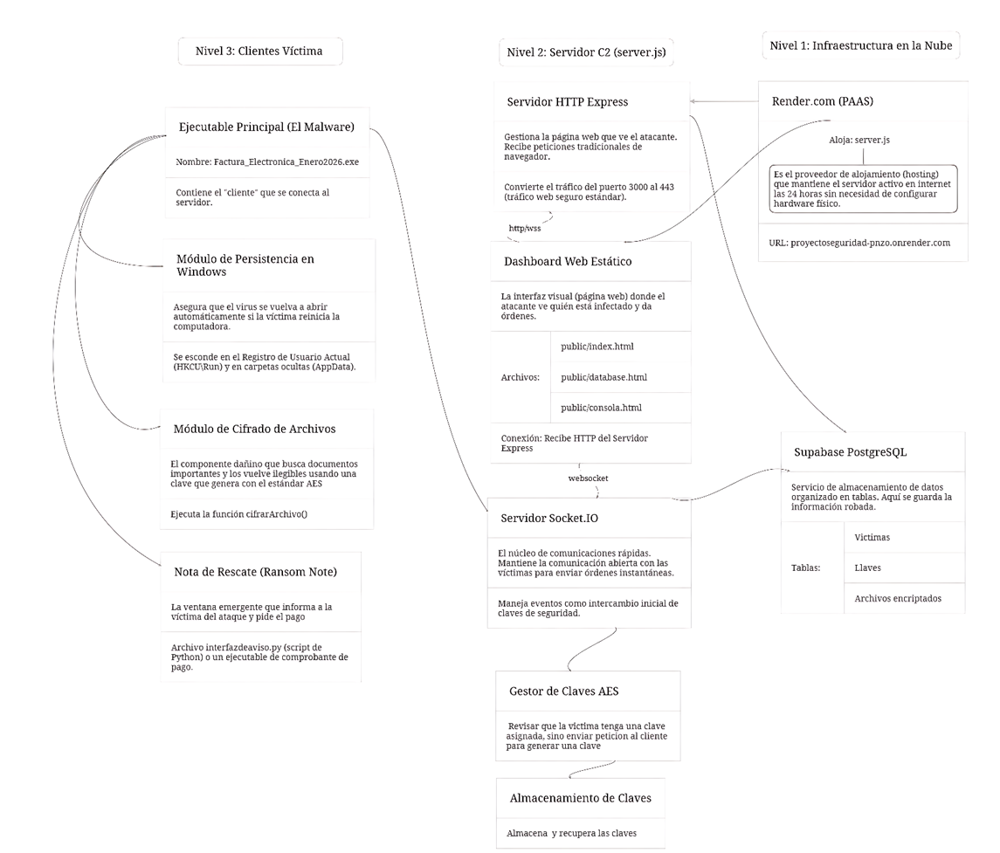 Nivel 3: Clientes Víctima
Ejecutable Principal (El Malware)
Nombre: Factura_Electronica_Enero2026.exe
Contiene el "cliente" que se conecta al
servidor.
Módulo de Persistencia en
Windows
Asegura que el virus se vuelva a abrir
automáticamente si la víctima reinicia la
computadora.
Se esconde en el Registro de Usuario Actual
(HKCU\Run) y en carpetas ocultas (AppData).
Módulo de Cifrado de Archivos
El componente dañino que busca documentos
importantes y los vuelve ilegibles usando una
clave que genera con el estándar AES
Ejecuta la función cifrarArchivo()
Nota de Rescate (Ransom Note)
La ventana emergente que informa a la
víctima del ataque y pide el pago
Archivo interfazdeaviso.py (script de
Python) o un ejecutable de comprobante de
pago.
Nivel 2: Servidor C2 (server.js)
Servidor HTTP Express
Gestiona la página web que ve el atacante.
Recibe peticiones tradicionales de
navegador.
Convierte el tráfico del puerto 3000 al 443
(tráfico web seguro estándar).
http/wss
Dashboard Web Estático
La interfaz visual (página web) donde el
atacante ve quién está infectado y da
órdenes.
Archivos:
public/index.html
public/database.html
public/consola.html
Conexión: Recibe HTTP del Servidor
Express
websocket
Servidor Socket.IO
El núcleo de comunicaciones rápidas.
Mantiene la comunicación abierta con las
víctimas para enviar órdenes instantáneas.
Maneja eventos como intercambio inicial de
claves de seguridad.
Gestor de Claves AES
Revisar que la victima tenga una clave
asignada, sino enviar peticion al cliente
para generar una clave
Almacenamiento de Claves
Almacena y recupera las claves
Nivel 1: Infraestructura en la Nube
Render.com (PAAS)
Aloja: server.js
Es el proveedor de alojamiento (hosting)
que mantiene el servidor activo en internet
las 24 horas sin necesidad de configurar
hardware físico.
URL: proyectoseguridad-pnzo.onrender.com
Supabase PostgreSQL
Servicio de almacenamiento de datos
organizado en tablas. Aquí se guarda la
información robada.
Tablas:
Victimas
Llaves
Archivos encriptados